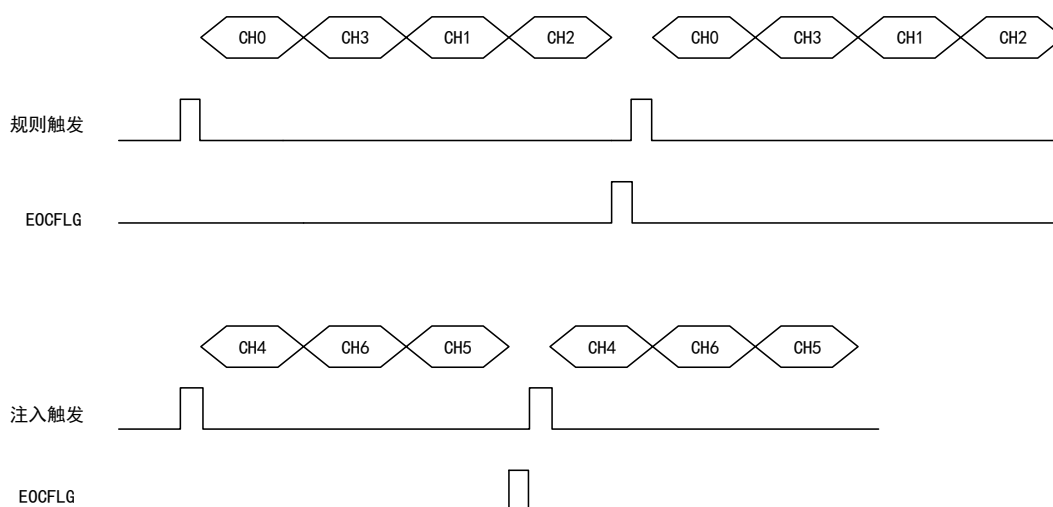 CH0 CH3 CH1 CH2 CH0 CH3 CH1 CH2
规则触发
EOCFLG
CH4 CH6 CH5 CH4 CH6 CH5
注入触发
EOCFLG